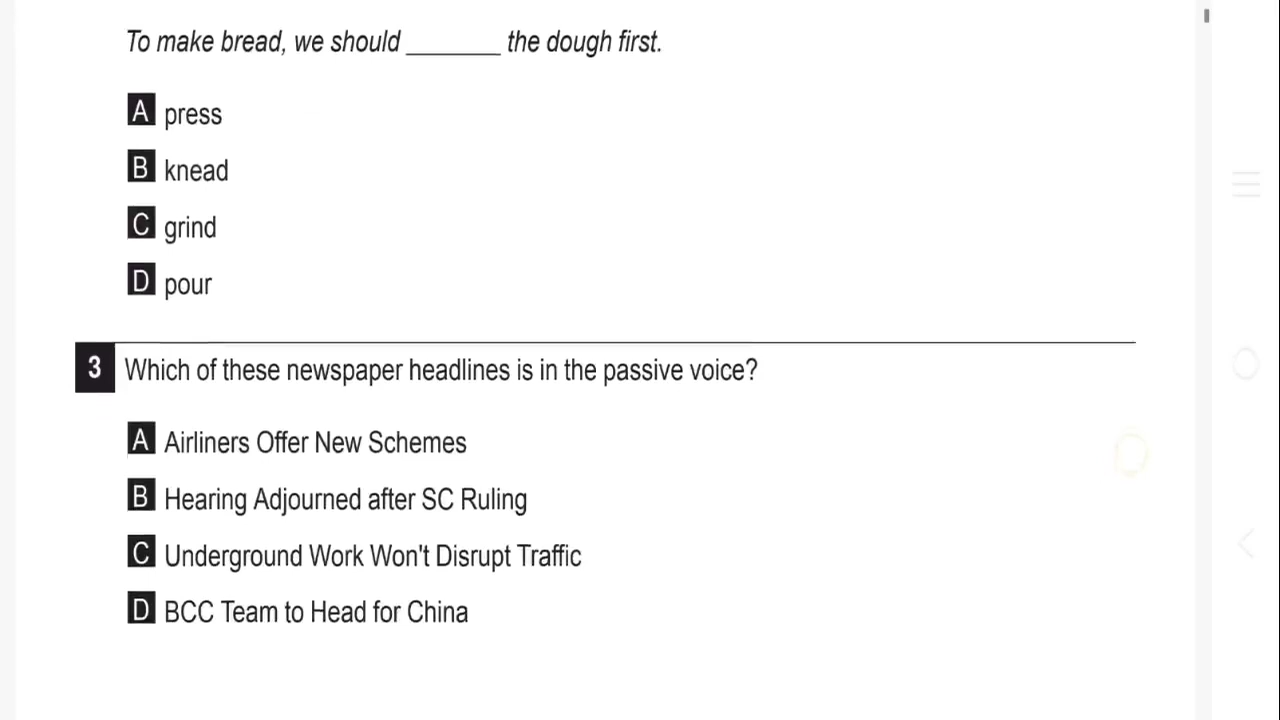 To make bread, we should _______ the dough first.
A press
B knead
C grind
D pour
3 Which of these newspaper headlines is in the passive voice?
A Airliners Offer New Schemes
B Hearing Adjourned after SC Ruling
C Underground Work Won't Disrupt Traffic
D BCC Team to Head for China